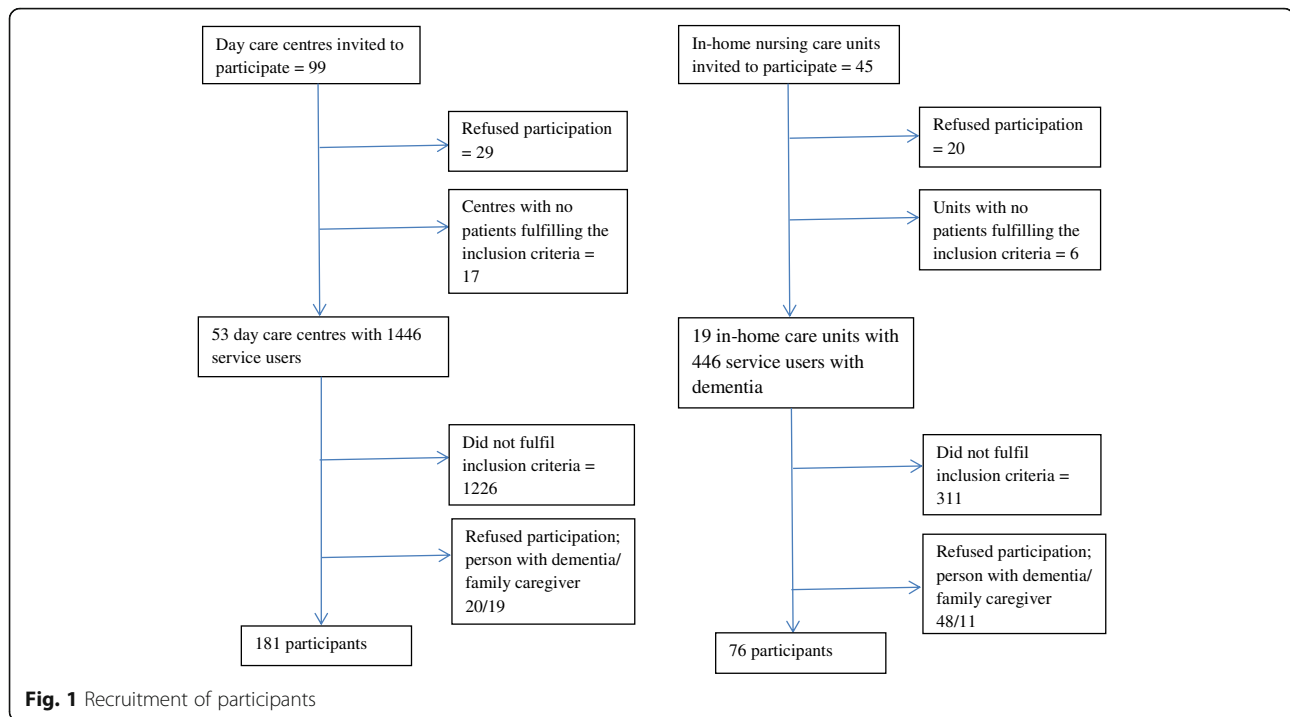 Day care centres invited to
participate = 99
Refused participation
= 29
Centres with no
patients fulfilling the
inclusion criteria =
17
53 day care centres with 1446
service users
Did not fulfil
inclusion criteria =
1226
Refused participation;
person with dementia/
family caregiver
20/19
181 participants
In-home nursing care units
invited to participate = 45
Refused participation
= 20
Units with no
patients fulfilling the
inclusion criteria = 6
19 in-home care units with
446 service users with
dementia
Did not fulfil
inclusion criteria =
311
Refused participation;
person with dementia/
family caregiver
48/11
76 participants
Fig. 1 Recruitment of participants